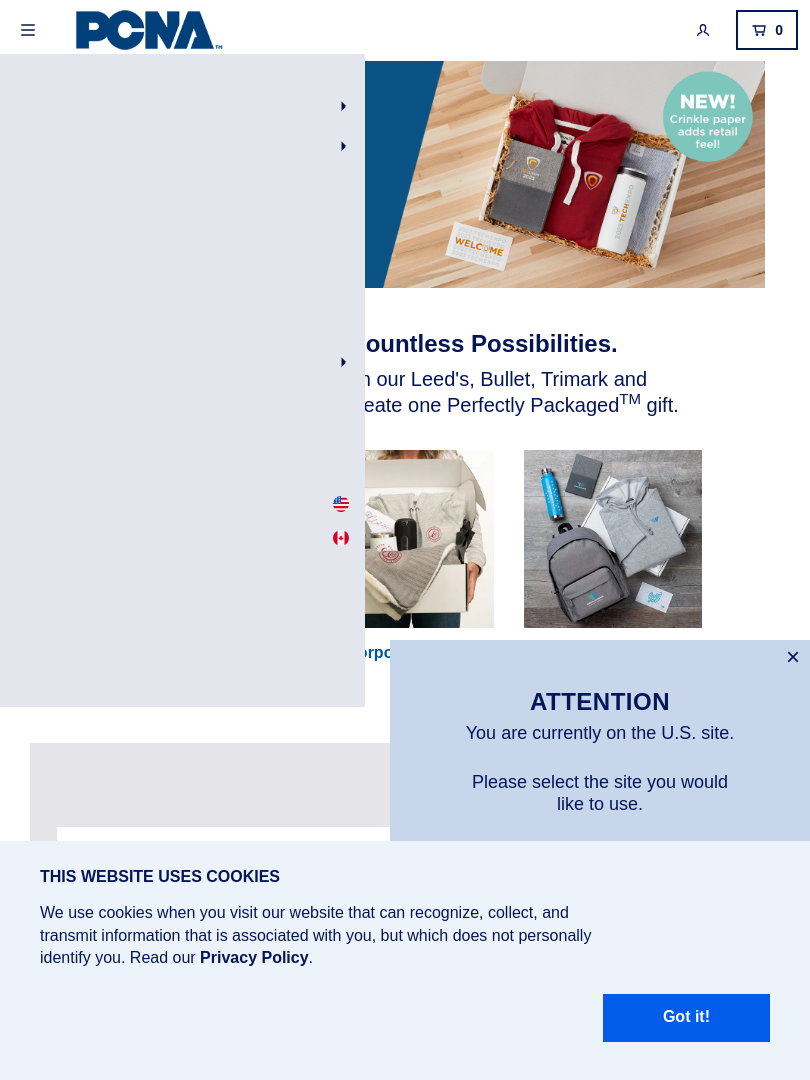 PCNA™
0
NEW!
Crinkle paper
adds retail
feel!
WELCOME
ountless Possibilities.
n our Leed's, Bullet, Trimark and
eate one Perfectly Packaged™ gift.
orpo
ATTENTION
You are currently on the U.S. site.
Please select the site you would
like to use.
THIS WEBSITE USES COOKIES
We use cookies when you visit our website that can recognize, collect, and
transmit information that is associated with you, but which does not personally
identify you. Read our Privacy Policy.
Got it!